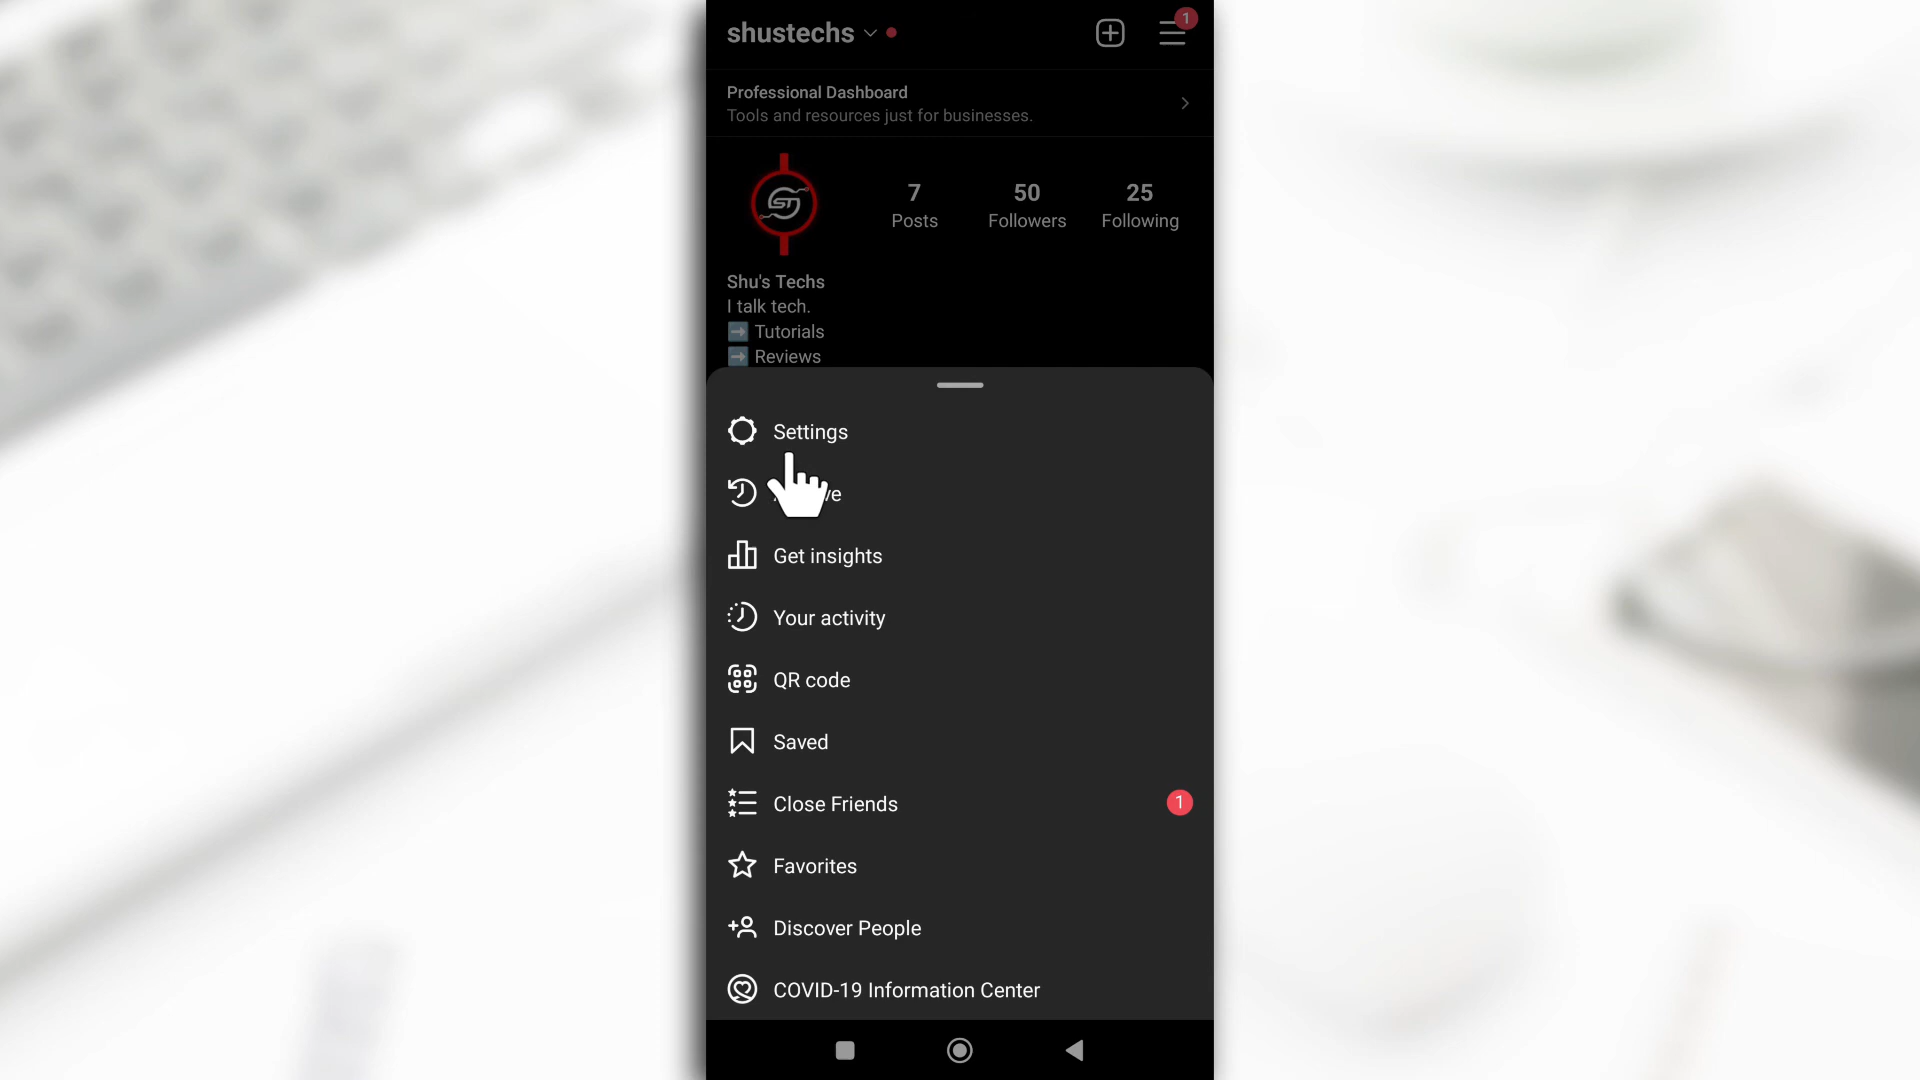 shustechs
1
Professional Dashboard
Tools and resources just for businesses.
ST
7
50
25
Posts
Followers
Following
Shu's Techs
I talk tech.
➡ Tutorials
➡ Reviews
Settings
Get insights
Your activity
QR code
Saved
Close Friends
1
Favorites
Discover People
COVID-19 Information Center